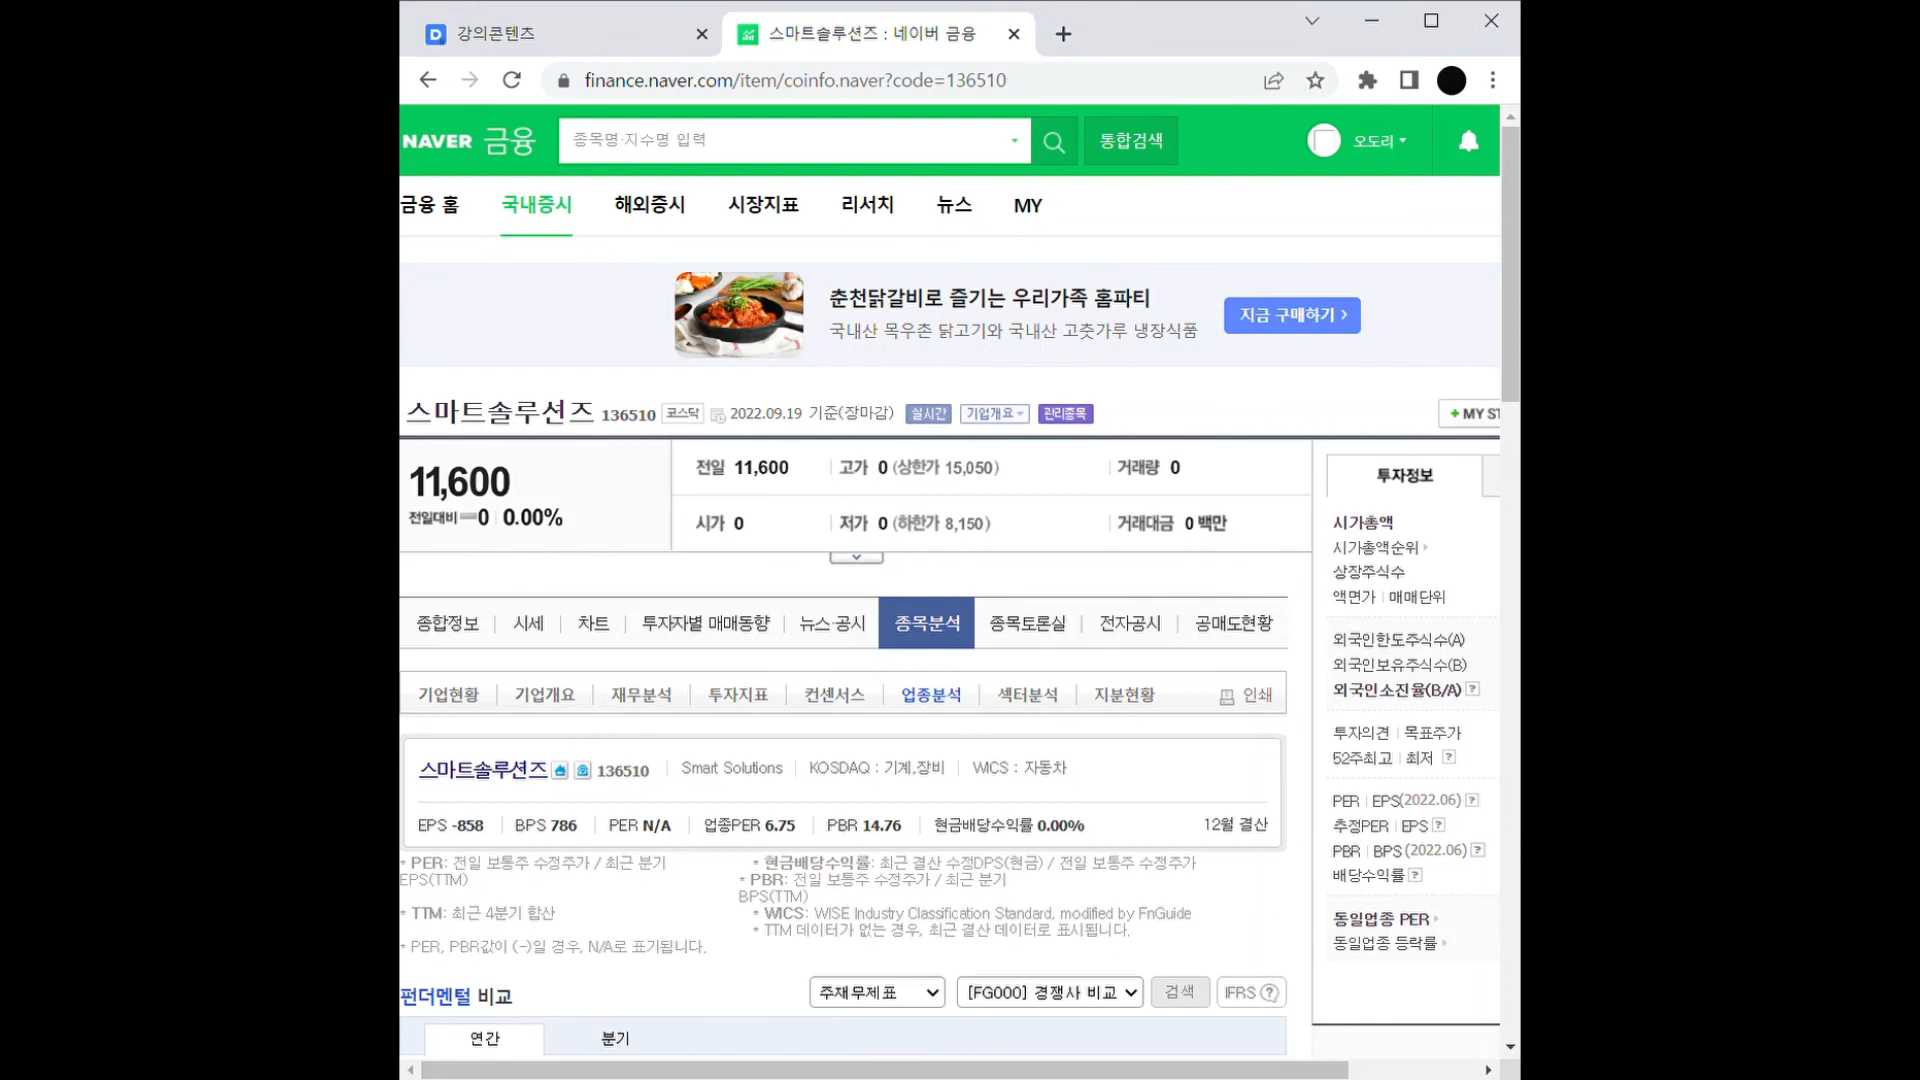 강의콘텐츠
스마트솔루션즈 : 네이버 금융
finance.naver.com/item/coinfo.naver?code=136510
NAVER 금융
종목명·지수명 입력
통합검색
오도리
금융 홈 국내증시 해외증시 시장지표 리서치 뉴스 MY
춘천닭갈비로 즐기는 우리가족 홈파티
국내산 목우촌 닭고기와 국내산 고춧가루 냉장식품
지금 구매하기
스마트솔루션즈 136510 코스닥 2022.09.19 기준(장마감) 실시간 기업개요 관리종목
+ MY ST
11,600
전일대비 0 0.00%
전일 11,600 고가 0 (상한가 15,050) 거래량 0
시가 0 저가 0 (하한가 8,150) 거래대금 0 백만
종합정보 시세 차트 투자자별 매매동향 뉴스·공시 종목분석 종목토론실 전자공시 공매도현황
기업현황 기업개요 재무분석 투자지표 컨센서스 업종분석 섹터분석 지분현황 인쇄
스마트솔루션즈 136510 Smart Solutions KOSDAQ : 기계,장비 WICS : 자동차
EPS -858 BPS 786 PER N/A 업종PER 6.75 PBR 14.76 현금배당수익률 0.00% 12월 결산
* PER: 전일 보통주 수정주가 / 최근 분기
EPS(TTM)
* 현금배당수익률: 최근 결산 수정DPS(현금) / 전일 보통주 수정주가
* PBR: 전일 보통주 수정주가 / 최근 분기
BPS(TTM)
* TTM: 최근 4분기 합산
* WICS: WISE Industry Classification Standard, modified by FnGuide
* TTM 데이터가 없는 경우, 최근 결산 데이터로 표시됩니다.
* PER, PBR값이 (-)일 경우, N/A로 표기됩니다.
펀더멘털 비교
주재무제표
[FG000] 경쟁사 비교
검색
IFRS ?
연간 분기
투자정보
시가총액
시가총액순위
상장주식수
액면가 매매단위
외국인한도주식수(A)
외국인보유주식수(B)
외국인소진율(B/A) ?
투자의견 목표주가
52주최고 최저 ?
PER EPS(2022.06) ?
추정PER EPS ?
PBR BPS (2022.06) ?
배당수익률 ?
동일업종 PER
동일업종 등락률